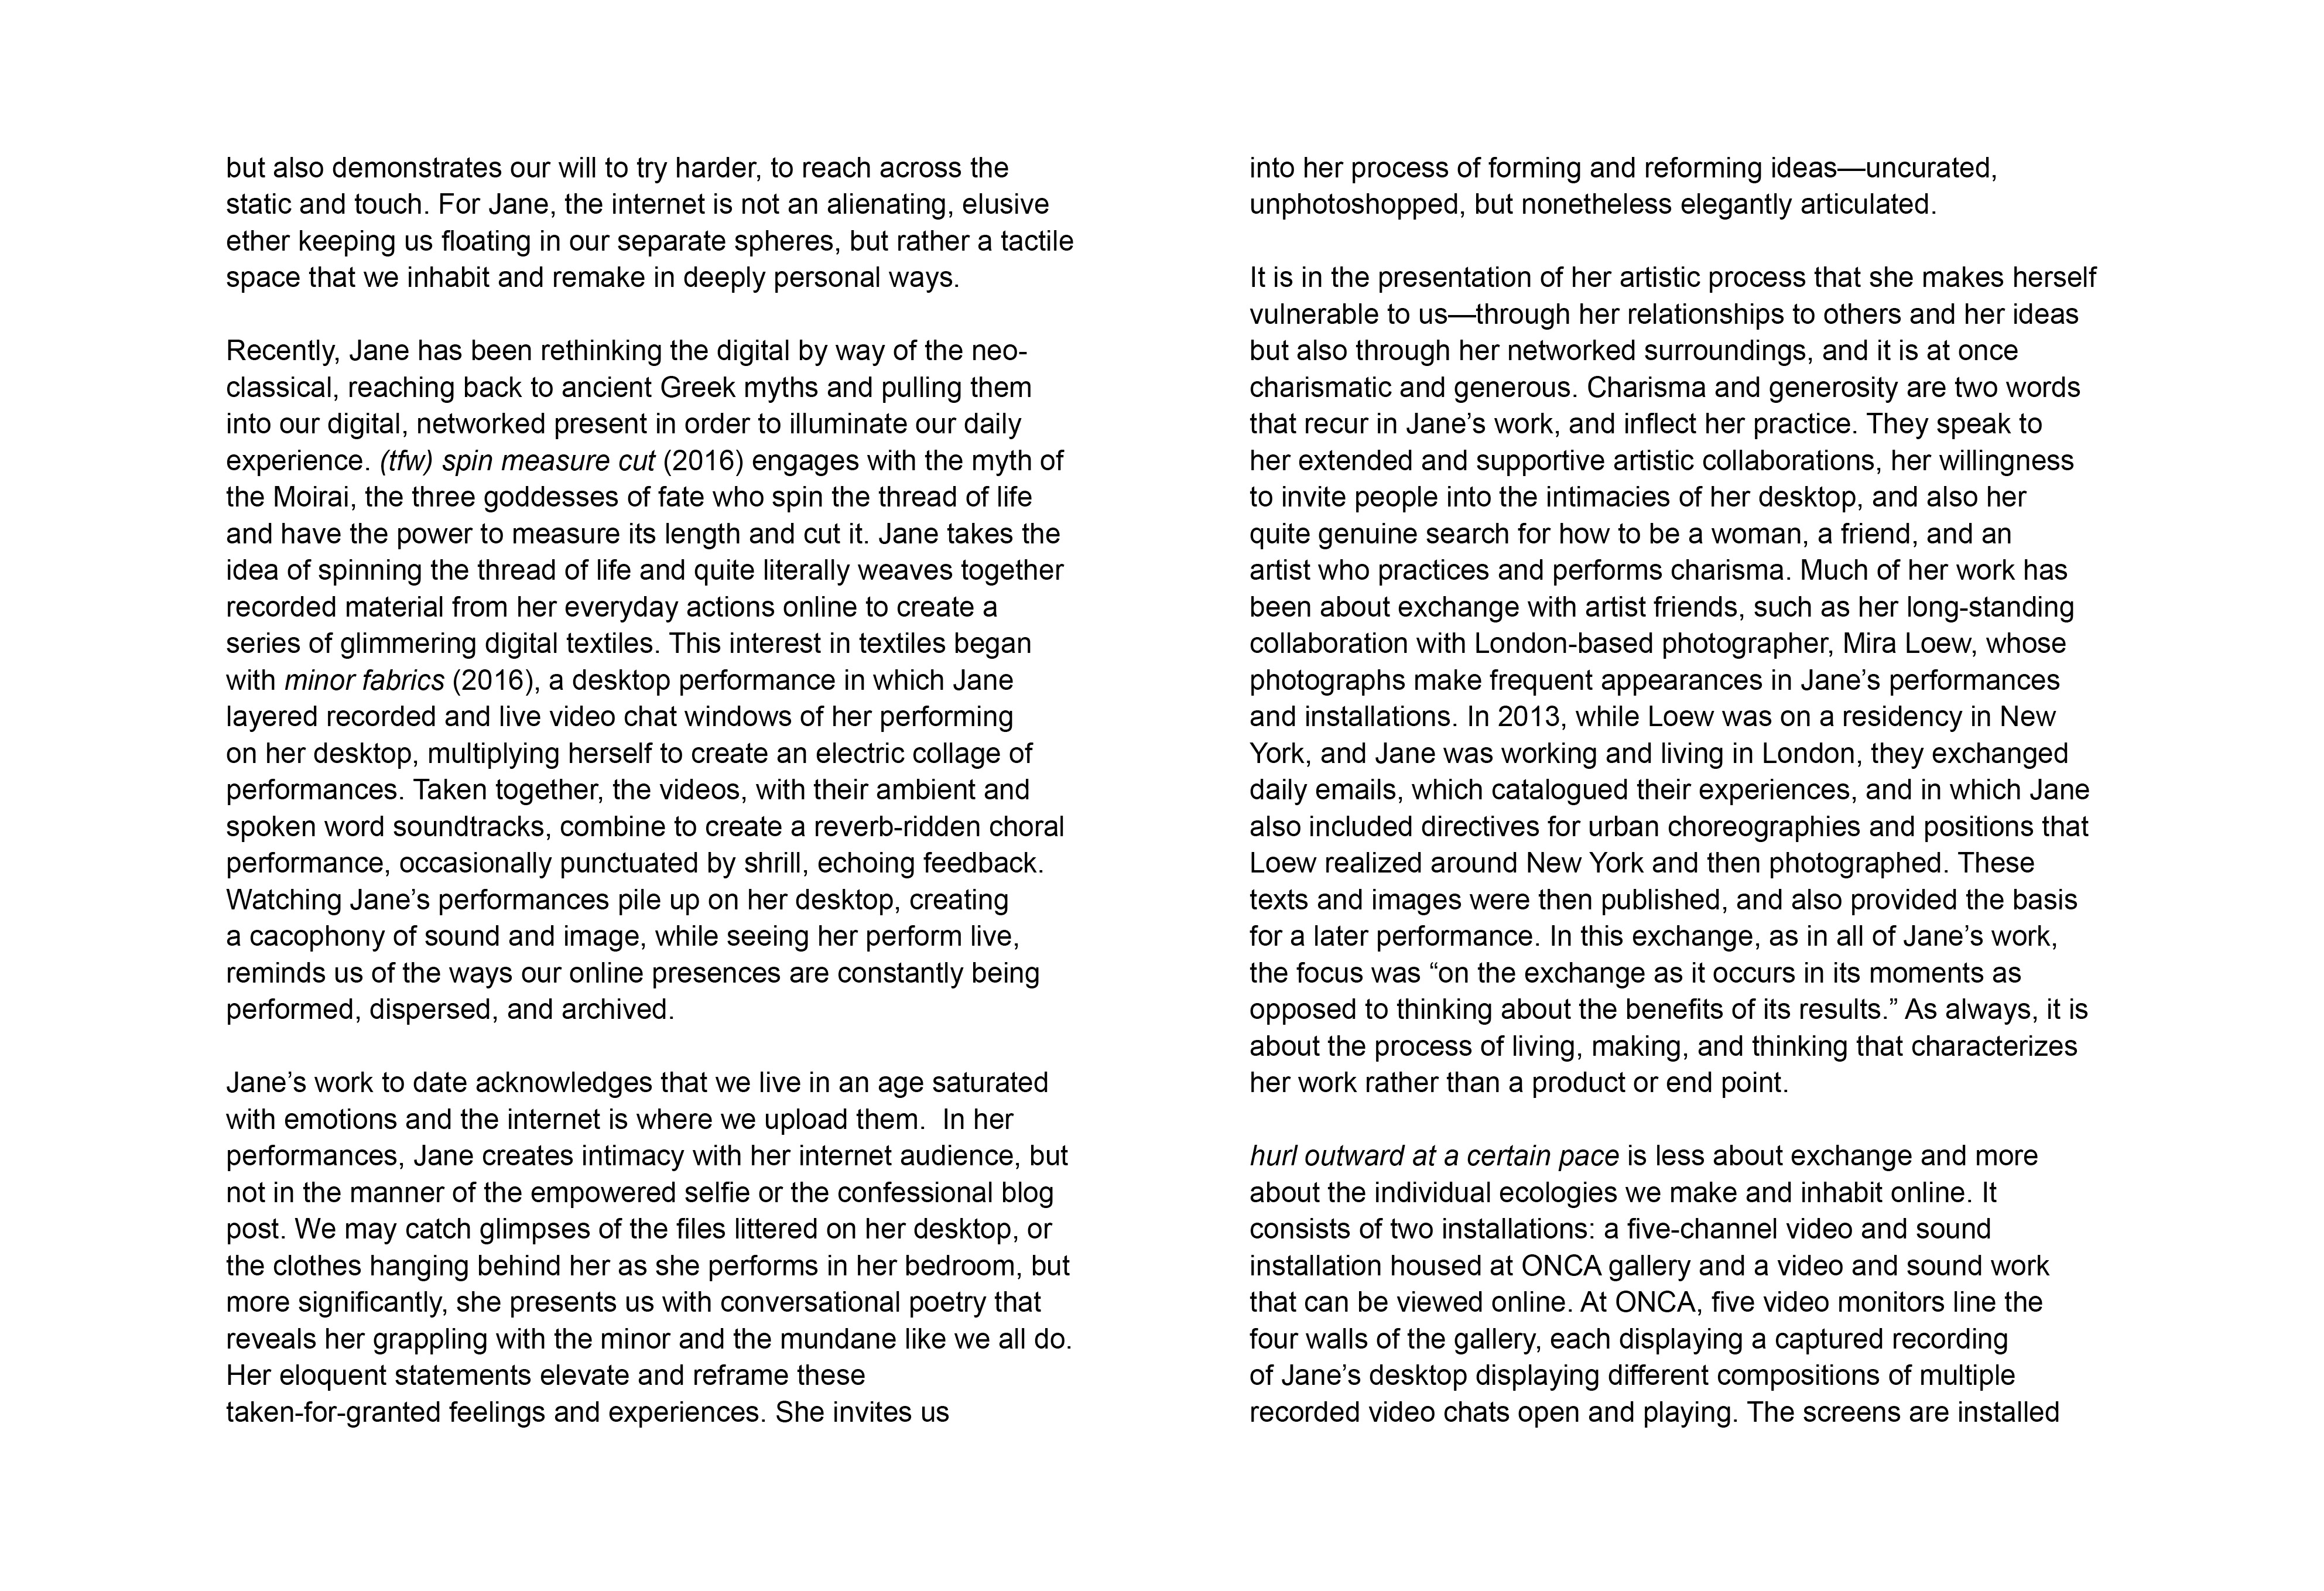 but also demonstrates our will to try harder, to reach across the
static and touch. For Jane, the internet is not an alienating, elusive
ether keeping us floating in our separate spheres, but rather a tactile
space that we inhabit and remake in deeply personal ways.
Recently, Jane has been rethinking the digital by way of the neo-
classical, reaching back to ancient Greek myths and pulling them
into our digital, networked present in order to illuminate our daily
experience. (tfw) spin measure cut (2016) engages with the myth of
the Moirai, the three goddesses of fate who spin the thread of life
and have the power to measure its length and cut it. Jane takes the
idea of spinning the thread of life and quite literally weaves together
recorded material from her everyday actions online to create a
series of glimmering digital textiles. This interest in textiles began
with minor fabrics (2016), a desktop performance in which Jane
layered recorded and live video chat windows of her performing
on her desktop, multiplying herself to create an electric collage of
performances. Taken together, the videos, with their ambient and
spoken word soundtracks, combine to create a reverb-ridden choral
performance, occasionally punctuated by shrill, echoing feedback.
Watching Jane’s performances pile up on her desktop, creating
a cacophony of sound and image, while seeing her perform live,
reminds us of the ways our online presences are constantly being
performed, dispersed, and archived.
Jane’s work to date acknowledges that we live in an age saturated
with emotions and the internet is where we upload them.  In her
performances, Jane creates intimacy with her internet audience, but
not in the manner of the empowered selfie or the confessional blog
post. We may catch glimpses of the files littered on her desktop, or
the clothes hanging behind her as she performs in her bedroom, but
more significantly, she presents us with conversational poetry that
reveals her grappling with the minor and the mundane like we all do.
Her eloquent statements elevate and reframe these
taken-for-granted feelings and experiences. She invites us
into her process of forming and reforming ideas—uncurated,
unphotoshopped, but nonetheless elegantly articulated.
It is in the presentation of her artistic process that she makes herself
vulnerable to us—through her relationships to others and her ideas
but also through her networked surroundings, and it is at once
charismatic and generous. Charisma and generosity are two words
that recur in Jane’s work, and inflect her practice. They speak to
her extended and supportive artistic collaborations, her willingness
to invite people into the intimacies of her desktop, and also her
quite genuine search for how to be a woman, a friend, and an
artist who practices and performs charisma. Much of her work has
been about exchange with artist friends, such as her long-standing
collaboration with London-based photographer, Mira Loew, whose
photographs make frequent appearances in Jane’s performances
and installations. In 2013, while Loew was on a residency in New
York, and Jane was working and living in London, they exchanged
daily emails, which catalogued their experiences, and in which Jane
also included directives for urban choreographies and positions that
Loew realized around New York and then photographed. These
texts and images were then published, and also provided the basis
for a later performance. In this exchange, as in all of Jane’s work,
the focus was “on the exchange as it occurs in its moments as
opposed to thinking about the benefits of its results.” As always, it is
about the process of living, making, and thinking that characterizes
her work rather than a product or end point.
hurl outward at a certain pace is less about exchange and more
about the individual ecologies we make and inhabit online. It
consists of two installations: a five-channel video and sound
installation housed at ONCA gallery and a video and sound work
that can be viewed online. At ONCA, five video monitors line the
four walls of the gallery, each displaying a captured recording
of Jane’s desktop displaying different compositions of multiple
recorded video chats open and playing. The screens are installed